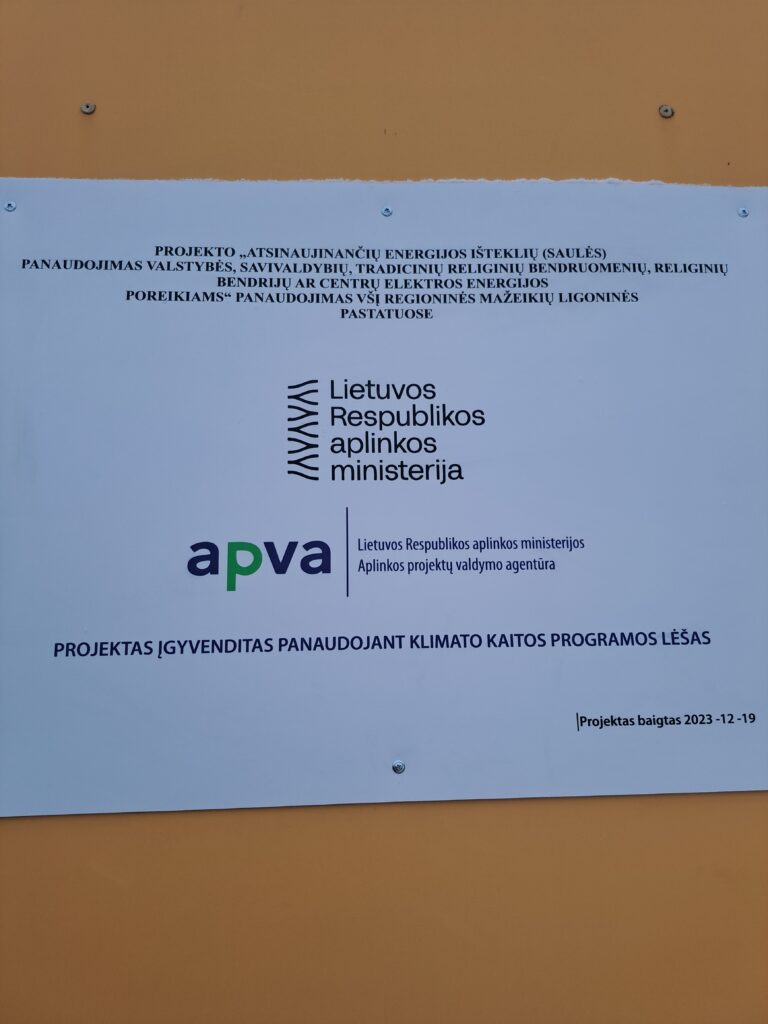 PROJEKTO „ATSINAUJINANČIŲ ENERGIJOS IŠTEKLIŲ (SAULĖS)
PANAUDOJIMAS VALSTYBĖS, SAVIVALDYBIŲ, TRADICINIŲ RELIGINIŲ BENDRUOMENIŲ, RELIGINIŲ
BENDRIJŲ AR CENTRŲ ELEKTROS ENERGIJOS
POREIKIAMS“ PANAUDOJIMAS VŠĮ REGIONINĖS MAŽEIKIŲ LIGONINĖS
PASTATUOSE
Lietuvos
Respublikos
aplinkos
ministerija
apva
Lietuvos Respublikos aplinkos ministerijos
Aplinkos projektų valdymo agentūra
PROJEKTAS ĮGYVENDITAS PANAUDOJANT KLIMATO KAITOS PROGRAMOS LĖŠAS
Projektas baigtas 2023 -12 -19